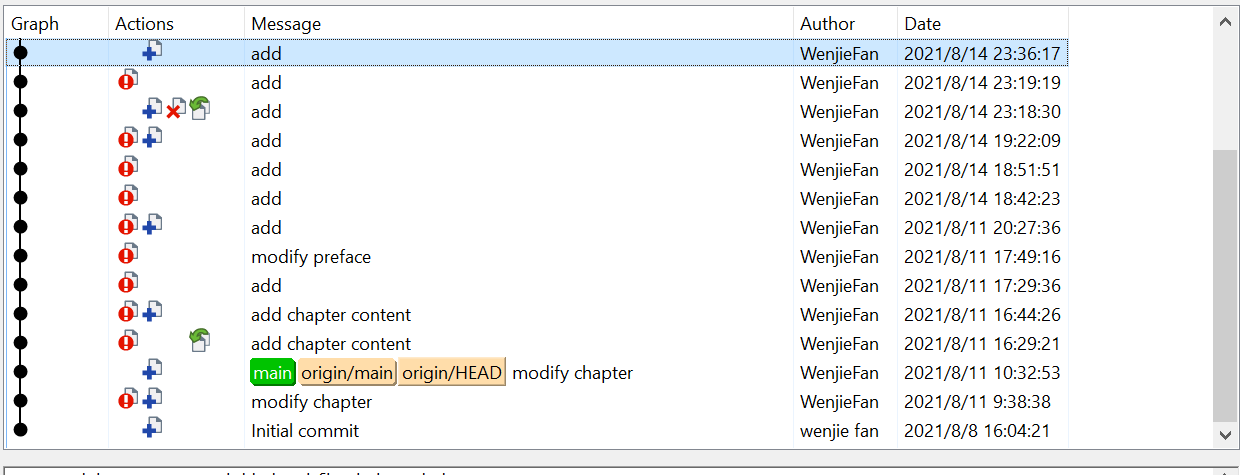 Graph Actions Message Author Date
add WenjieFan 2021/8/14 23:36:17
add WenjieFan 2021/8/14 23:19:19
add WenjieFan 2021/8/14 23:18:30
add WenjieFan 2021/8/14 19:22:09
add WenjieFan 2021/8/14 18:51:51
add WenjieFan 2021/8/14 18:42:23
add WenjieFan 2021/8/11 20:27:36
modify preface WenjieFan 2021/8/11 17:49:16
add WenjieFan 2021/8/11 17:29:36
add chapter content WenjieFan 2021/8/11 16:44:26
add chapter content WenjieFan 2021/8/11 16:29:21
main origin/main origin/HEAD modify chapter WenjieFan 2021/8/11 10:32:53
modify chapter WenjieFan 2021/8/11 9:38:38
Initial commit wenjie fan 2021/8/8 16:04:21